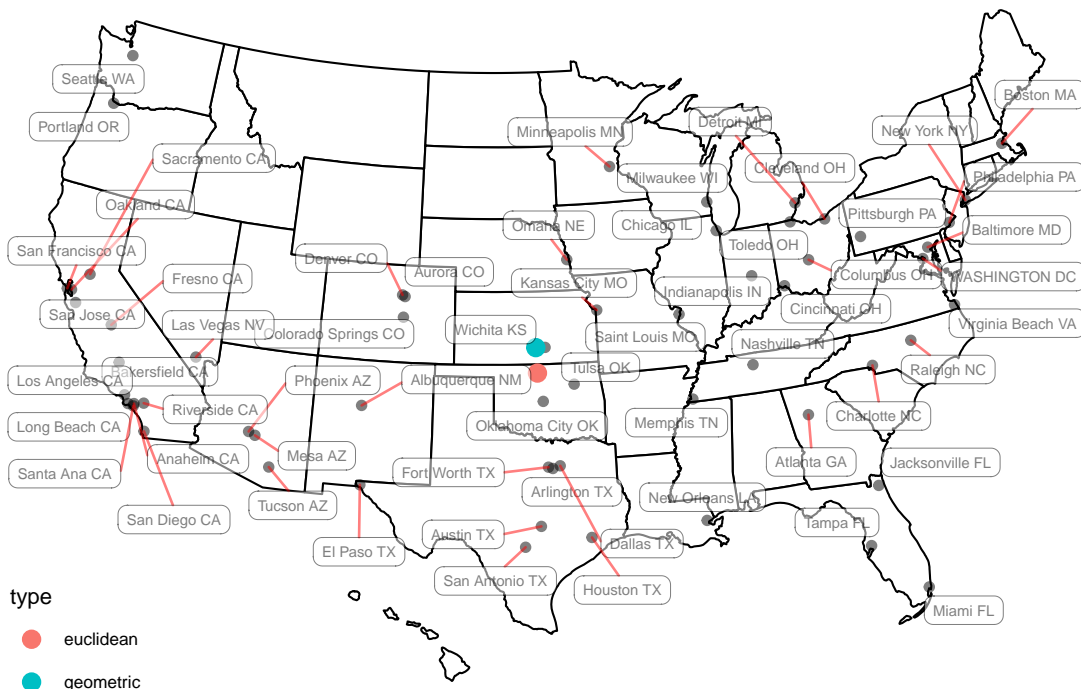 Seattle WA
Portland OR
Sacramento CA
Oakland CA
San Francisco CA
Fresno CA
San Jose CA
Las Vegas NV
Bakersfield CA
Los Angeles CA
Riverside CA
Long Beach CA
Anaheim CA
Santa Ana CA
San Diego CA
Phoenix AZ
Mesa AZ
Tucson AZ
Albuquerque NM
El Paso TX
Denver CO
Aurora CO
Colorado Springs CO
Wichita KS
Omaha NE
Kansas City MO
Saint Louis MO
Tulsa OK
Oklahoma City OK
Fort Worth TX
Arlington TX
Austin TX
Dallas TX
San Antonio TX
Houston TX
Minneapolis MN
Milwaukee WI
Chicago IL
Detroit MI
Cleveland OH
Toledo OH
Columbus OH
Indianapolis IN
Cincinnati OH
Nashville TN
Memphis TN
New Orleans LA
Pittsburgh PA
New York NY
Boston MA
Philadelphia PA
Baltimore MD
WASHINGTON DC
Virginia Beach VA
Raleigh NC
Charlotte NC
Atlanta GA
Jacksonville FL
Tampa FL
Miami FL
type
euclidean
geometric